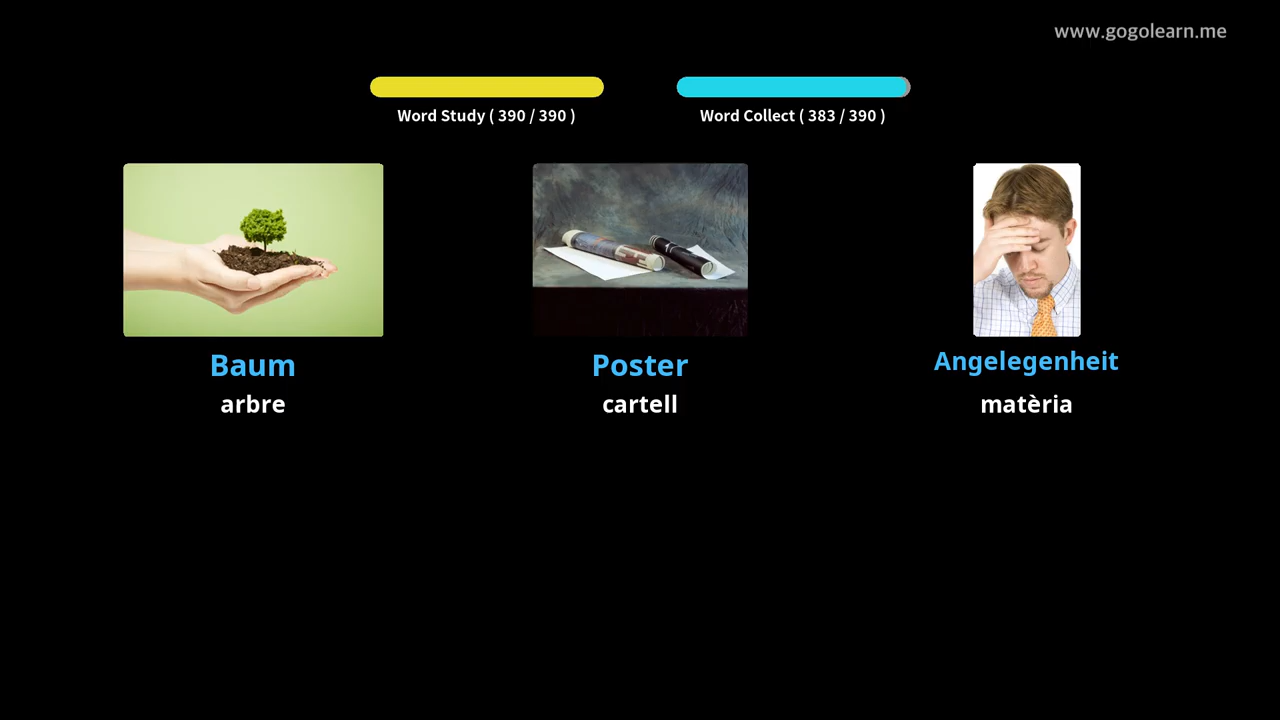 www.gogolearn.me
Word Study ( 390 / 390 )
Word Collect ( 383 / 390 )
Baum
Poster
Angelegenheit
arbre
cartell
matèria